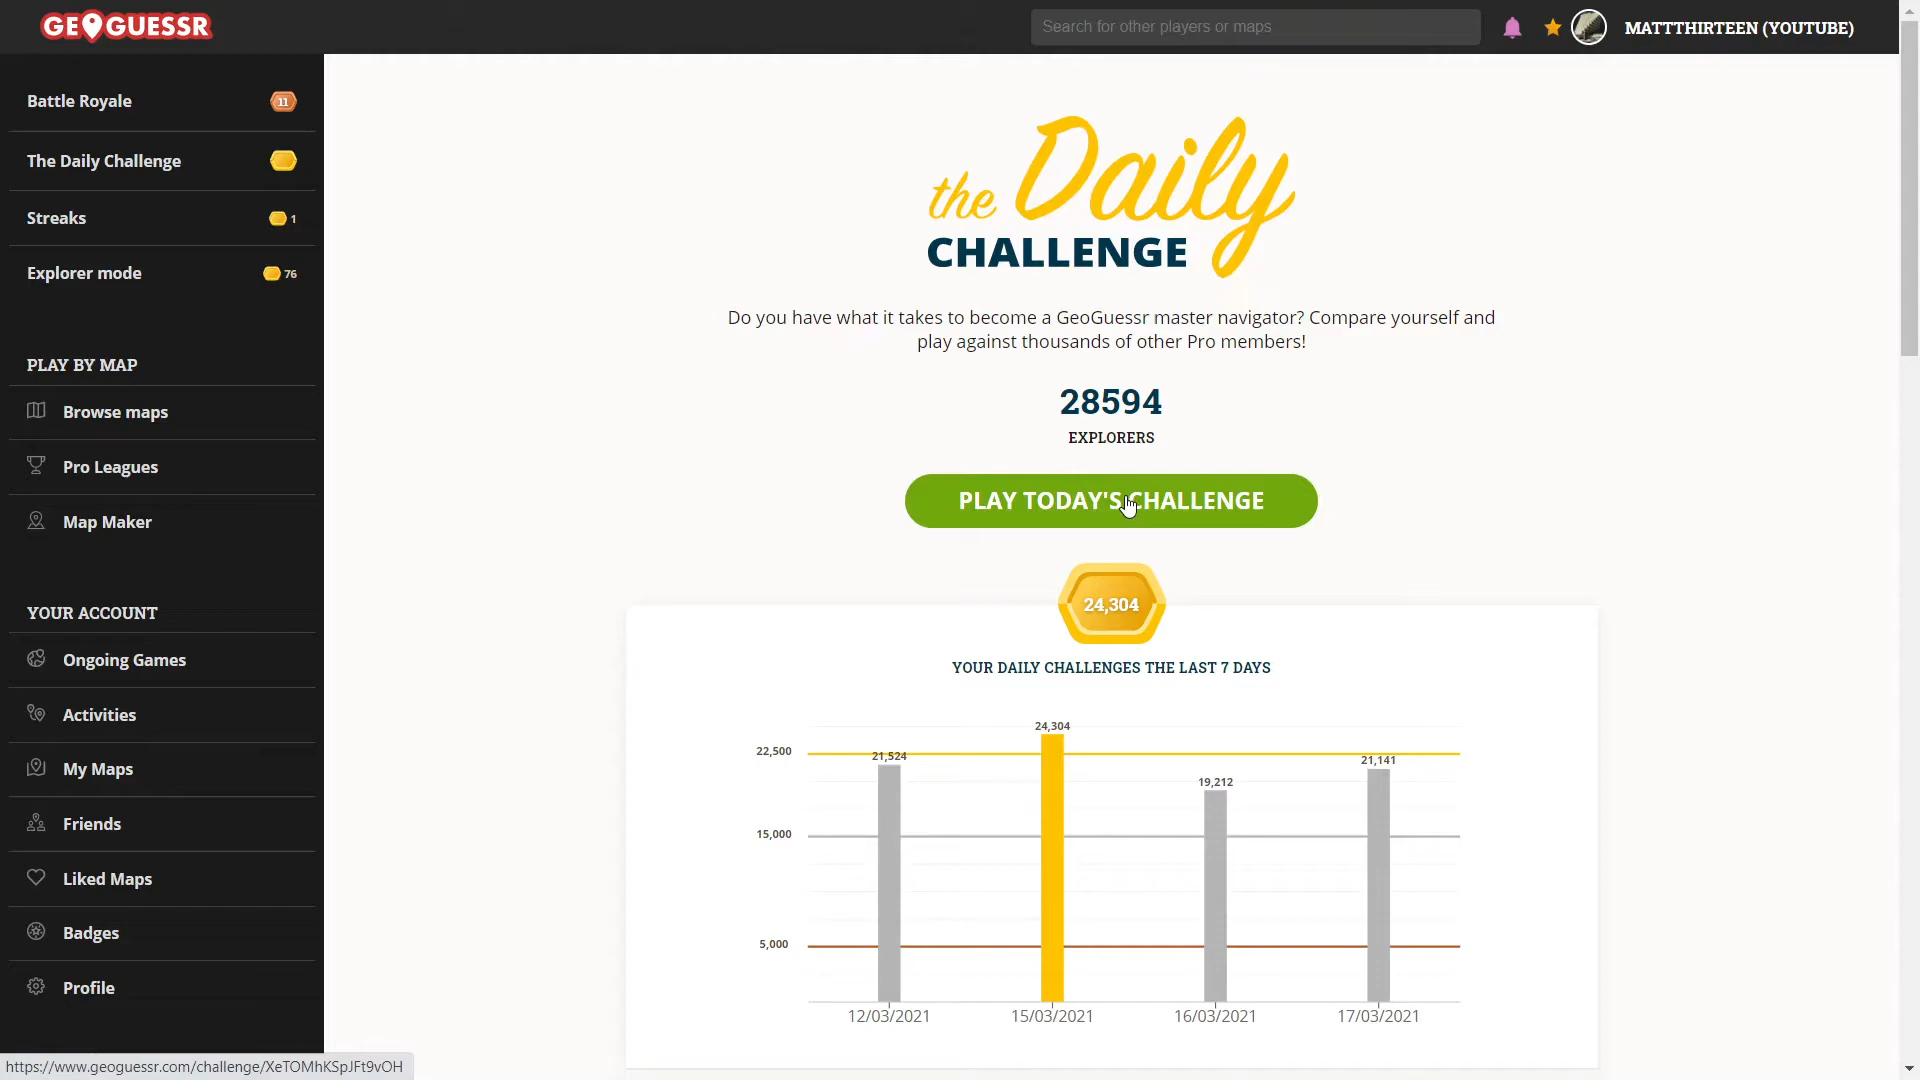 GEOGUESSR
Search for other players or maps
MATTTHIRTEEN (YOUTUBE)
Battle Royale
11
The Daily Challenge
Streaks
1
Explorer mode
76
PLAY BY MAP
Browse maps
Pro Leagues
Map Maker
YOUR ACCOUNT
Ongoing Games
Activities
My Maps
Friends
Liked Maps
Badges
Profile
the Daily
CHALLENGE
Do you have what it takes to become a GeoGuessr master navigator? Compare yourself and
play against thousands of other Pro members!
28594
EXPLORERS
PLAY TODAY'S CHALLENGE
24,304
YOUR DAILY CHALLENGES THE LAST 7 DAYS
22,500
15,000
5,000
21,524
24,304
19,212
21,141
12/03/2021
15/03/2021
16/03/2021
17/03/2021
https://www.geoguessr.com/challenge/XeTOMhKSpJFt9vOH